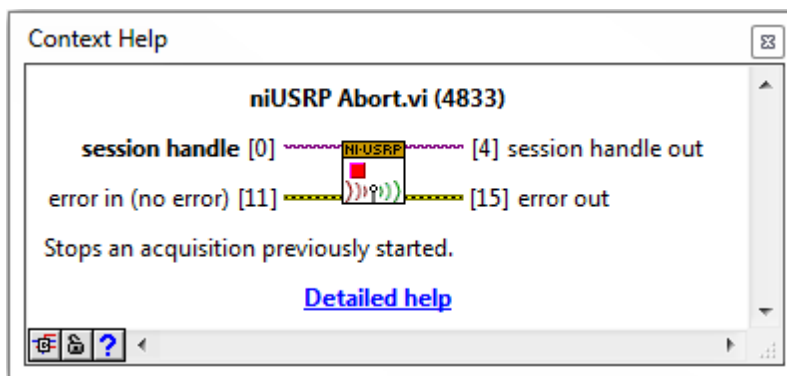 Context Help
niUSRP Abort.vi (4833)
session handle [0] NI-USRP [4] session handle out
error in (no error) [11] [15] error out
Stops an acquisition previously started.
Detailed help
?